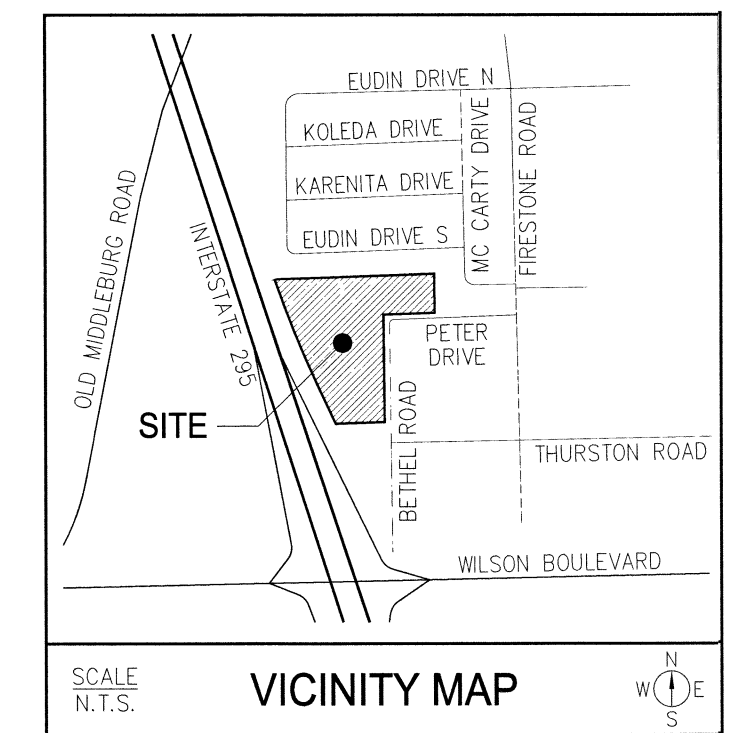 EUDIN DRIVE N
KOLEDA DRIVE
KARENITA DRIVE
EUDIN DRIVE S
MC CARTY DRIVE
FIRESTONE ROAD
OLD MIDDLEBURG ROAD
INTERSTATE 295
PETER
DRIVE
SITE
BETHEL ROAD
THURSTON ROAD
WILSON BOULEVARD
SCALE
N.T.S.
VICINITY MAP
N
W E
S